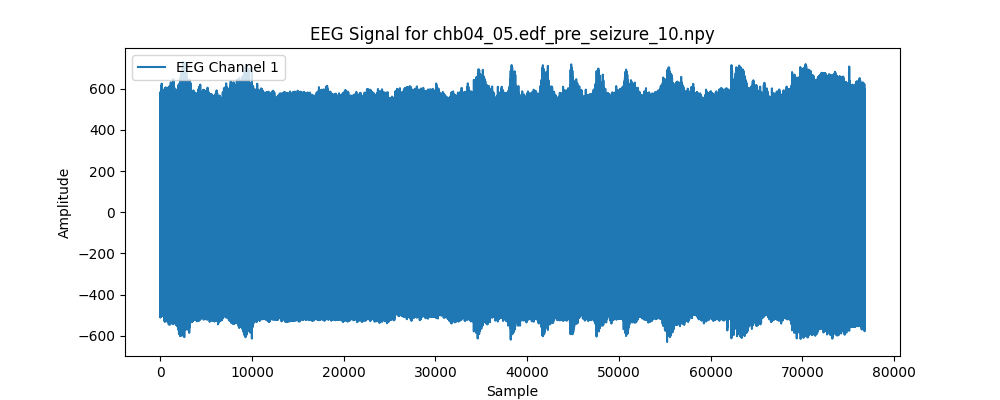 EEG Signal for chb04_05.edf_pre_seizure_10.npy
EEG Channel 1
600
400
200
0
−200
−400
−600
Amplitude
0 10000 20000 30000 40000 50000 60000 70000 80000
Sample